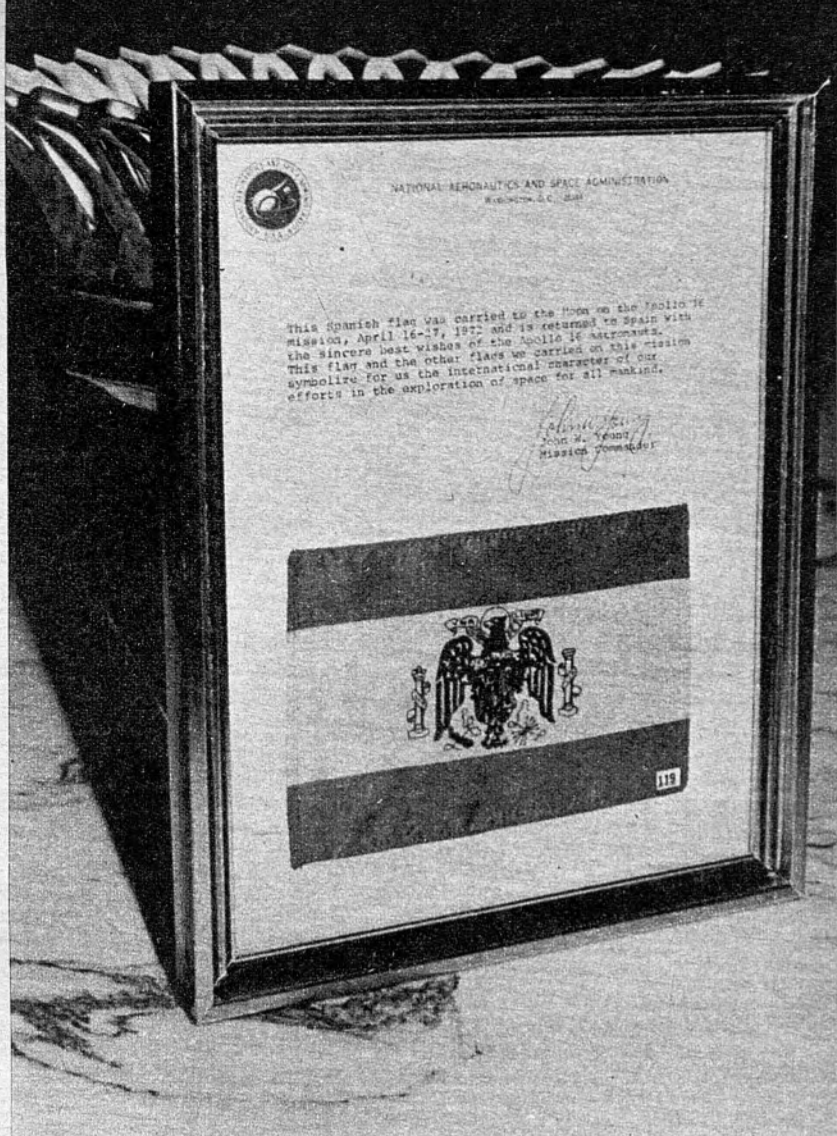 NATIONAL AERONAUTICS AND SPACE ADMINISTRATION
WASHINGTON, D.C.
This Spanish flag was carried to the Moon on the Apollo 16
mission, April 16-27, 1972 and is returned to Spain with
the sincere best wishes of the Apollo 16 astronauts.
This flag and the other flags we carried on this mission
symbolize for us the international character of our
efforts in the exploration of space for all mankind.
John W. Young
John W. Young
Mission Commander
119